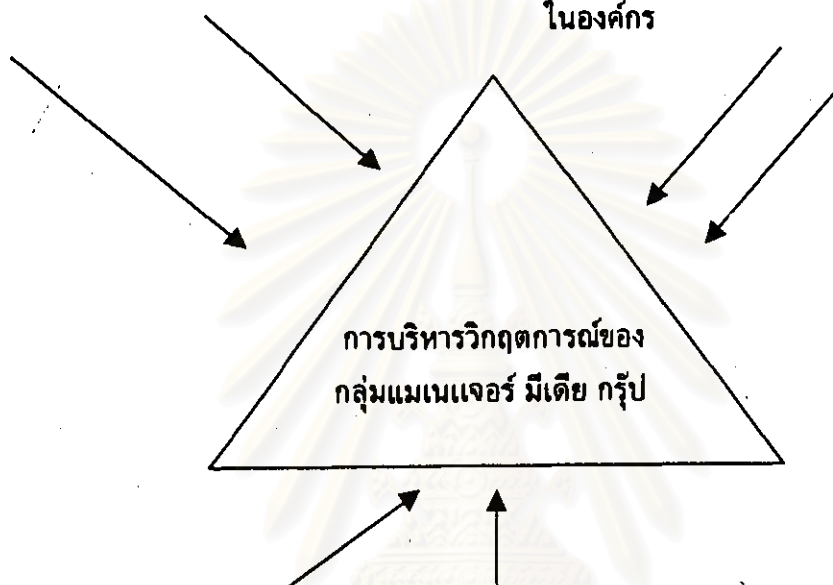 ในองค์กร
การบริหารวิกฤตการณ์ของ
กลุ่มแมเนแจอร์ มีเดีย กรุ๊ป